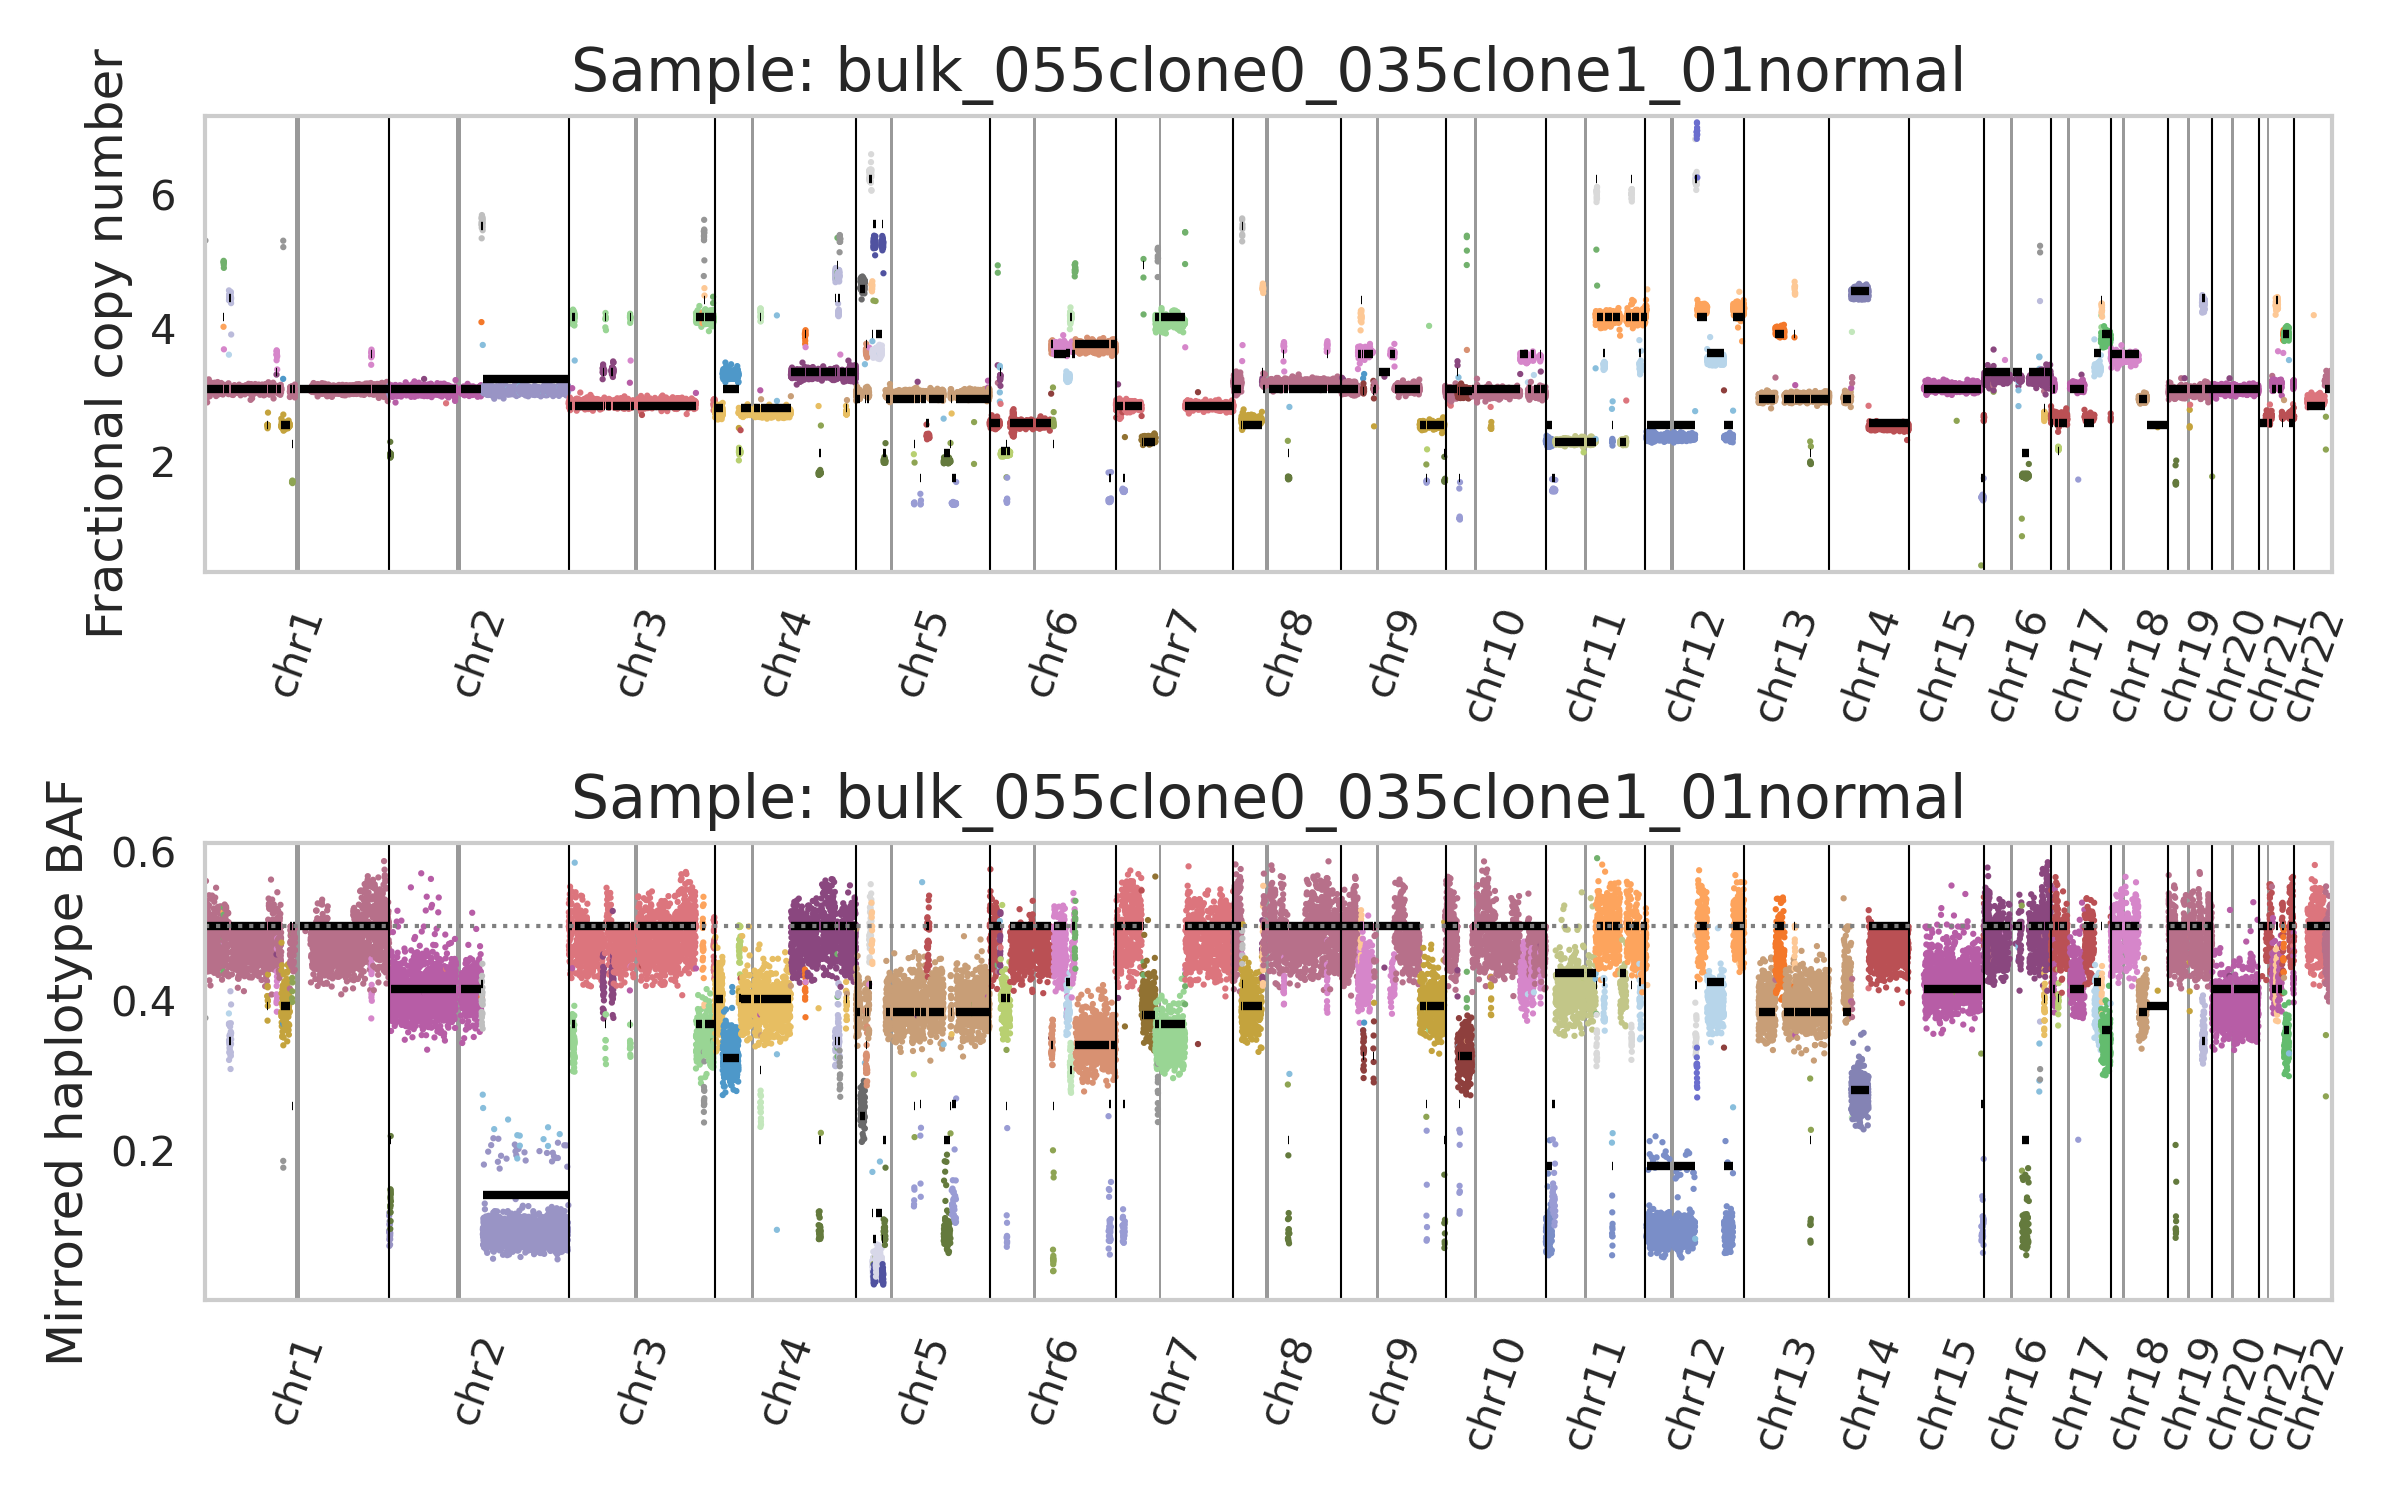 Sample: bulk_055clone0_035clone1_01normal
Fractional copy number
6
4
2
chr1
chr2
chr3
chr4
chr5
chr6
chr7
chr8
chr9
chr10
chr11
chr12
chr13
chr14
chr15
chr16
chr17
chr18
chr19
chr20
chr21
chr22
Sample: bulk_055clone0_035clone1_01normal
Mirrored haplotype BAF
0.6
0.4
0.2
chr1
chr2
chr3
chr4
chr5
chr6
chr7
chr8
chr9
chr10
chr11
chr12
chr13
chr14
chr15
chr16
chr17
chr18
chr19
chr20
chr21
chr22